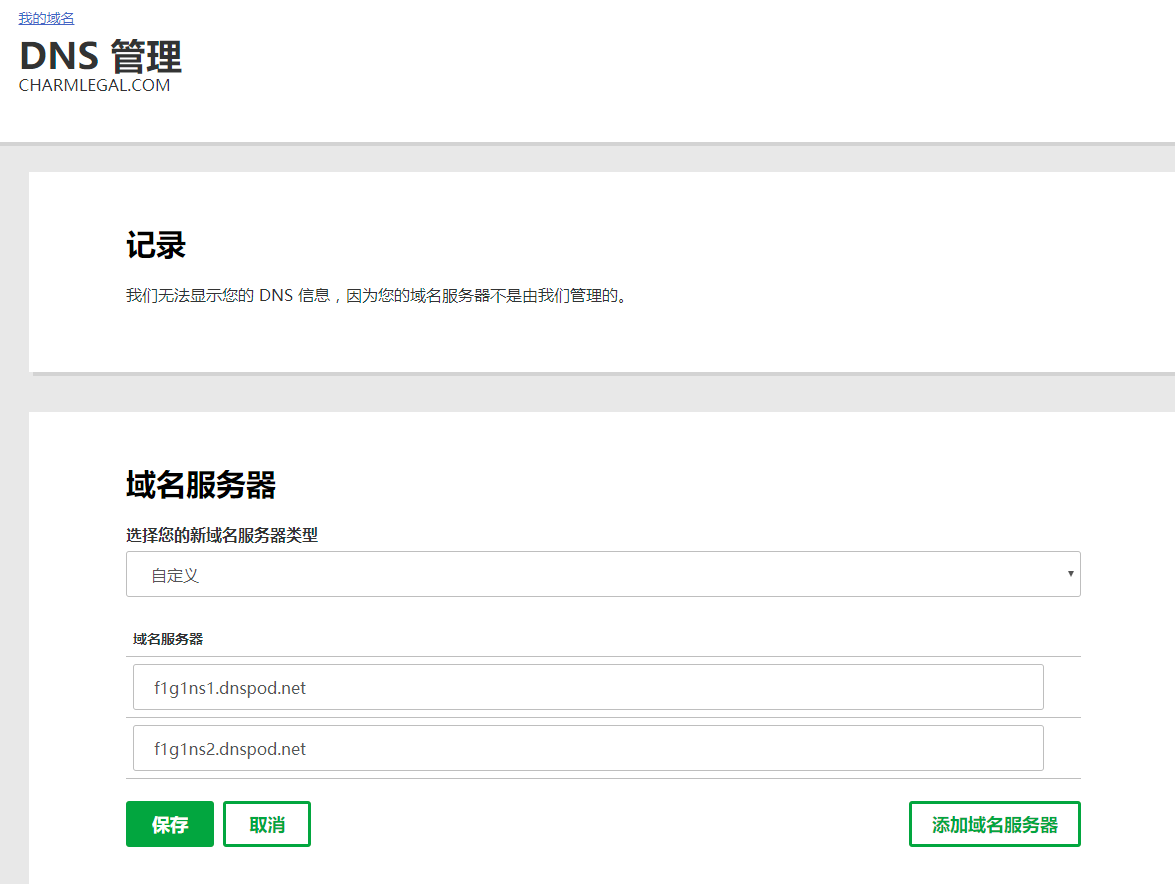 我的域名
DNS 管理
CHARMLEGAL.COM
记录
我们无法显示您的 DNS 信息，因为您的域名服务器不是由我们管理的。
域名服务器
选择您的新域名服务器类型
自定义
域名服务器
f1g1ns1.dnspod.net
f1g1ns2.dnspod.net
保存 取消 添加域名服务器